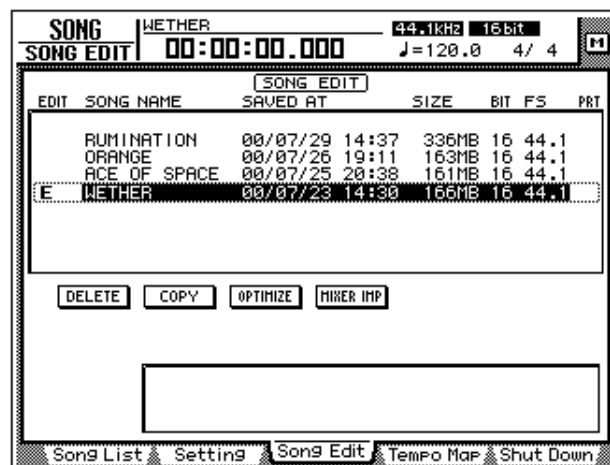 SONG WETHER 44.1kHz 16bit
SONG EDIT 00:00:00.000 ♩=120.0 4/ 4 M
SONG EDIT
EDIT SONG NAME SAVED AT SIZE BIT FS PRT
RUMINATION 00/07/29 14:37 336MB 16 44.1
ORANGE 00/07/26 19:11 163MB 16 44.1
ACE OF SPACE 00/07/25 20:38 161MB 16 44.1
E WETHER 00/07/23 14:30 166MB 16 44.1
DELETE COPY OPTIMIZE MIXER IMP
Song List Setting Song Edit Tempo Map Shut Down